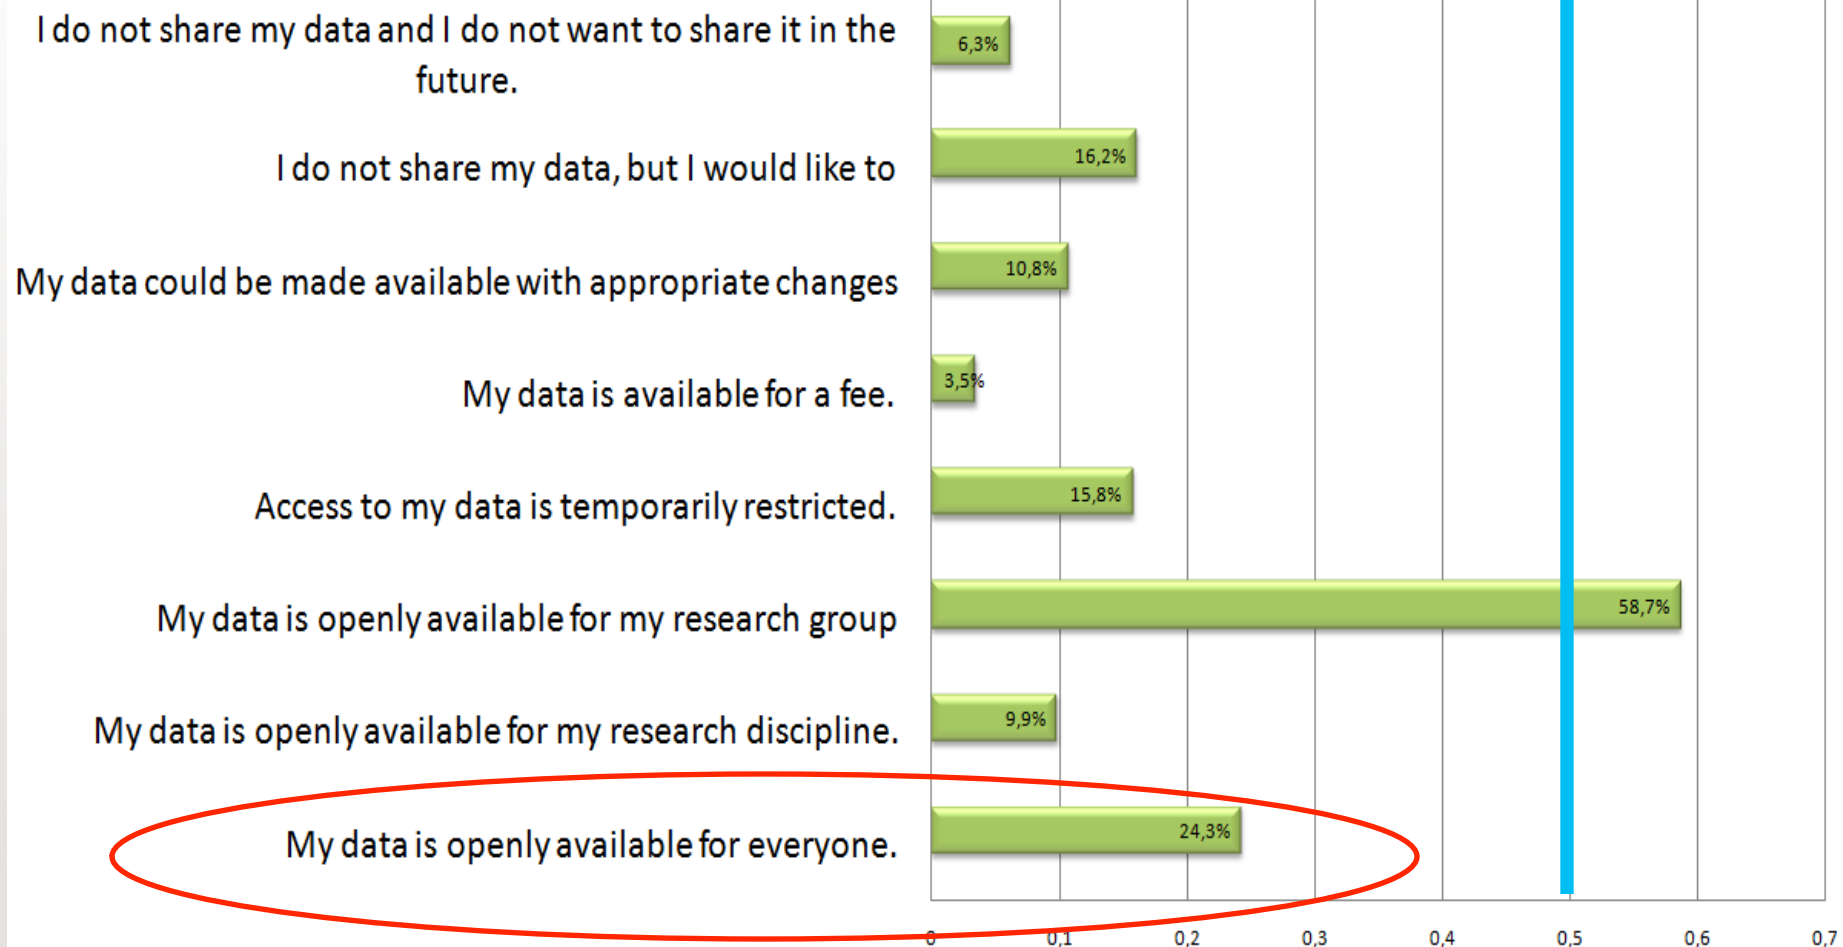 I do not share my data and I do not want to share it in the
future.
6,3%
I do not share my data, but I would like to
16,2%
My data could be made available with appropriate changes
10,8%
My data is available for a fee.
3,5%
Access to my data is temporarily restricted.
15,8%
My data is openly available for my research group
58,7%
My data is openly available for my research discipline.
9,9%
My data is openly available for everyone.
24,3%
0 0,1 0,2 0,3 0,4 0,5 0,6 0,7